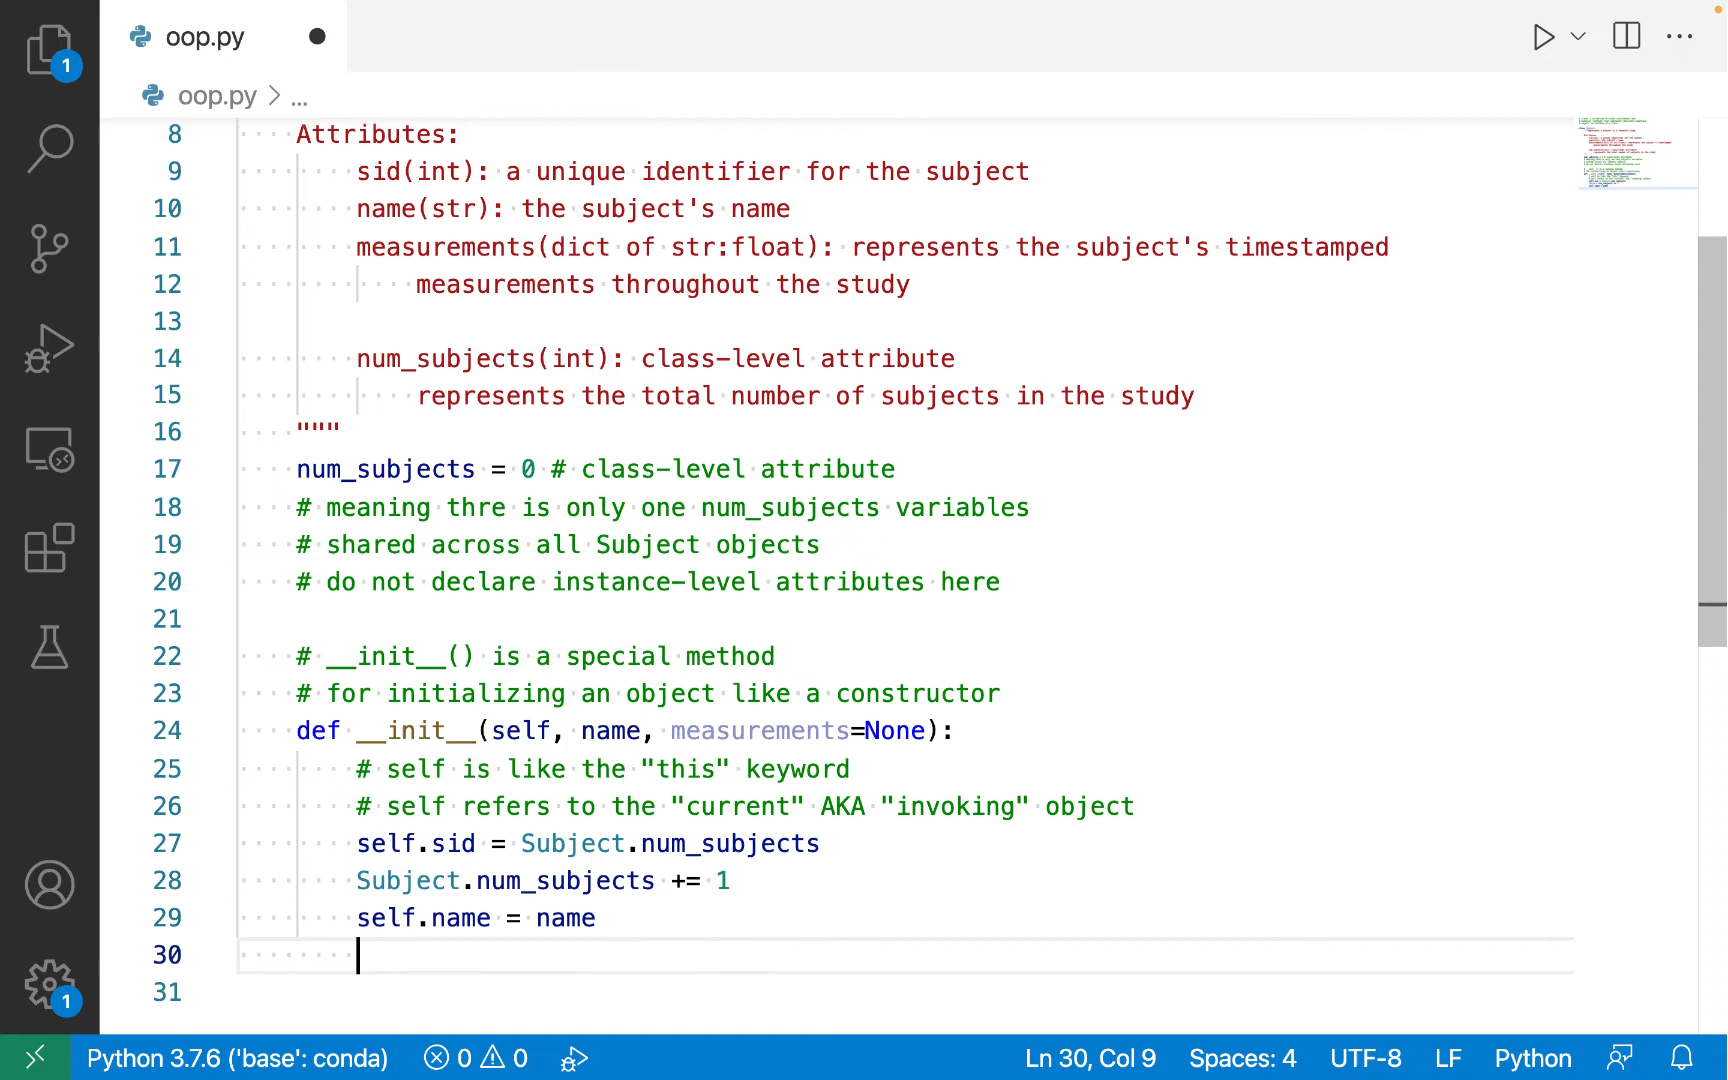 1
oop.py
oop.py > ...
8 Attributes:
9 sid(int): a unique identifier for the subject
10 name(str): the subject's name
11 measurements(dict of str:float): represents the subject's timestamped
12 measurements throughout the study
13
14 num_subjects(int): class-level attribute
15 represents the total number of subjects in the study
16 """
17 num_subjects = 0 # class-level attribute
18 # meaning thre is only one num_subjects variables
19 # shared across all Subject objects
20 # do not declare instance-level attributes here
21
22 # __init__() is a special method
23 # for initializing an object like a constructor
24 def __init__(self, name, measurements=None):
25 # self is like the "this" keyword
26 # self refers to the "current" AKA "invoking" object
27 self.sid = Subject.num_subjects
28 Subject.num_subjects += 1
29 self.name = name
30
31
1
Python 3.7.6 ('base': conda) 0 0 Ln 30, Col 9 Spaces: 4 UTF-8 LF Python